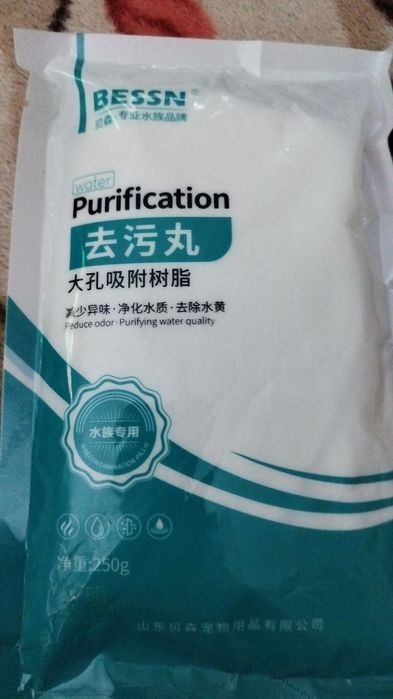 BESSN®
贝森·专业水族品牌
water
Purification
去污丸
大孔吸附树脂
减少异味·净化水质·去除水黄
Reduce odor·Purifying water quality
水族专用
DECONTAMINATION PILLS
净重:250g
山东贝森宠物用品有限公司